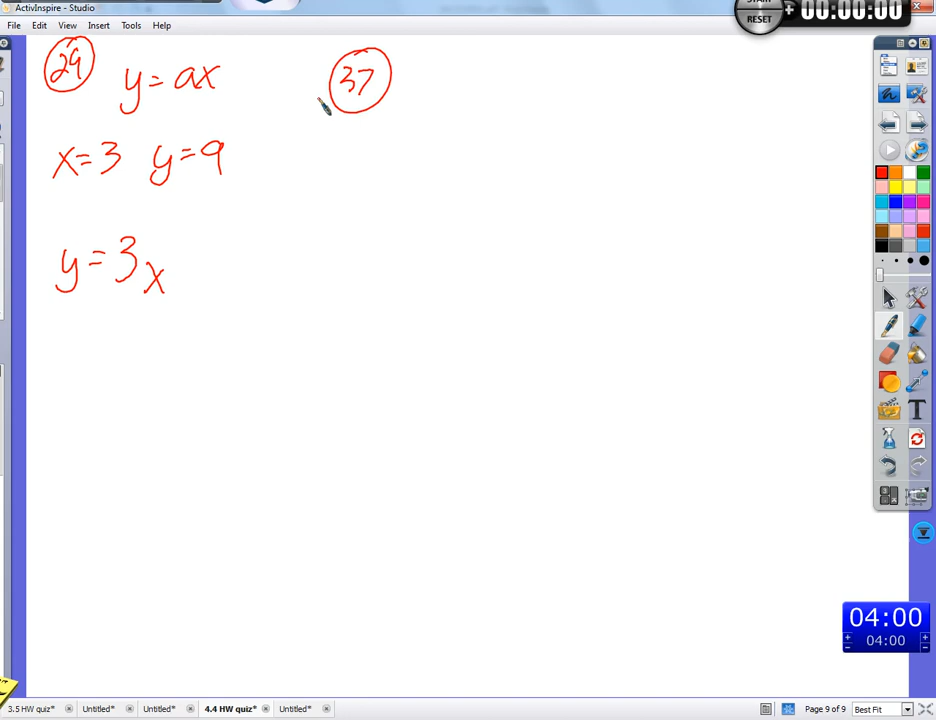 ActivInspire - Studio
START
RESET
00:00:00
File Edit View Insert Tools Help
29
y = ax
37
x = 3 y = 9
y = 3x
T
04:00
04:00
3.5 HW quiz* Untitled* Untitled* 4.4 HW quiz* Untitled*
Page 9 of 9 Best Fit